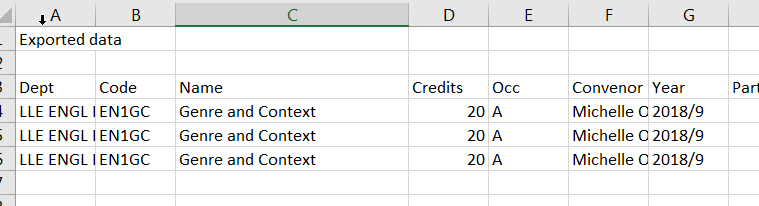 A B C D E F G
1 Exported data
2
3 Dept Code Name Credits Occ Convenor Year Part
4 LLE ENGL EN1GC Genre and Context 20 A Michelle O 2018/9
5 LLE ENGL EN1GC Genre and Context 20 A Michelle O 2018/9
6 LLE ENGL EN1GC Genre and Context 20 A Michelle O 2018/9
7